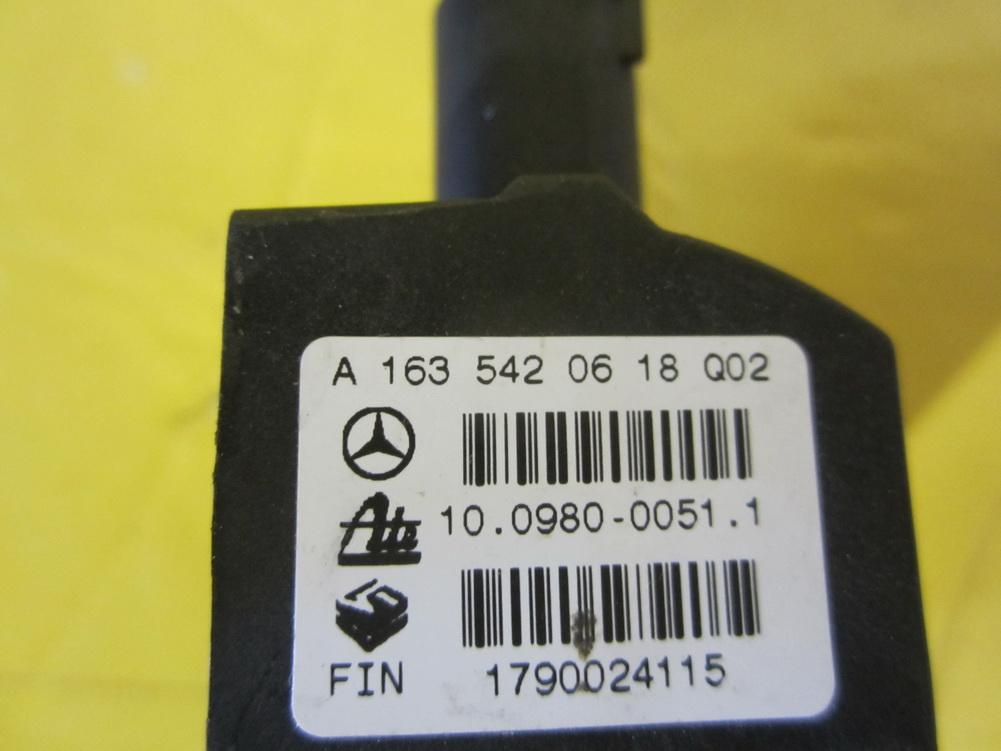 A 163 542 06 18 Q02
Ate 10.0980-0051.1
FIN 1790024115